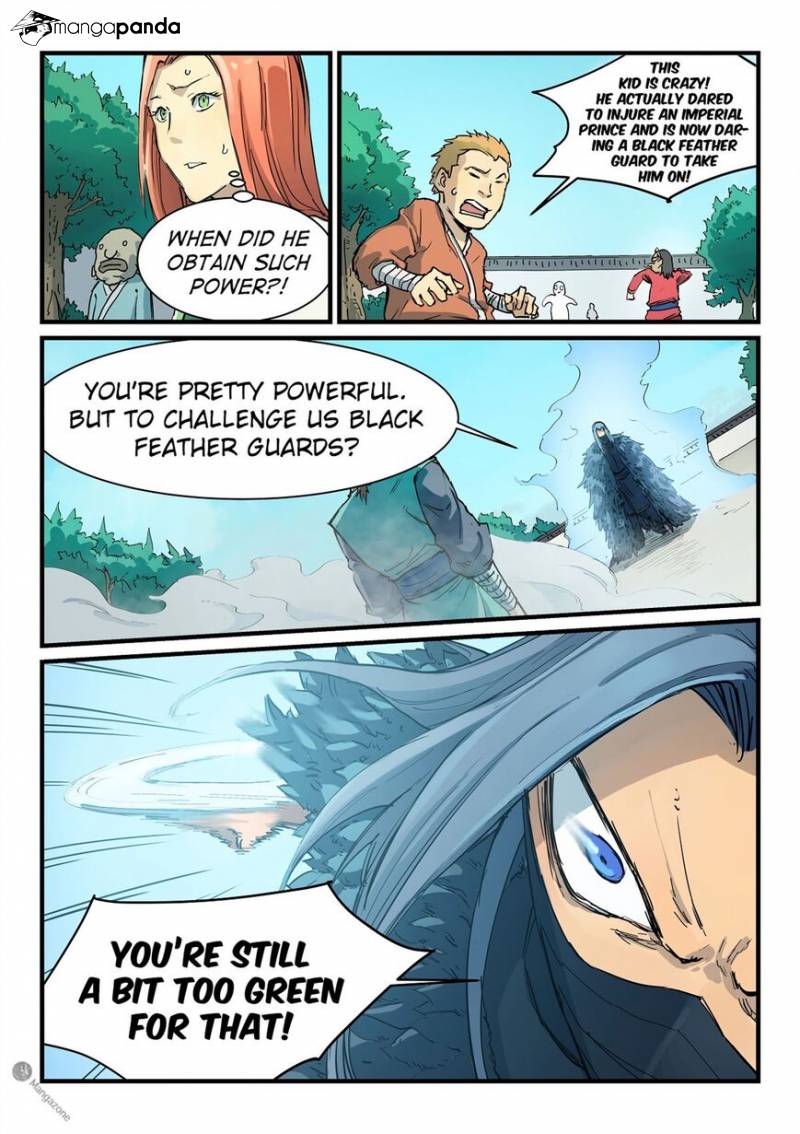 mangapanda
WHEN DID HE
OBTAIN SUCH
POWER?!
THIS
KID IS CRAZY!
HE ACTUALLY DARED
TO INJURE AN IMPERIAL
PRINCE AND IS NOW DAR-
ING A BLACK FEATHER
GUARD TO TAKE
HIM ON!
YOU'RE PRETTY POWERFUL.
BUT TO CHALLENGE US BLACK
FEATHER GUARDS?
YOU'RE STILL
A BIT TOO GREEN
FOR THAT!
Mangazone